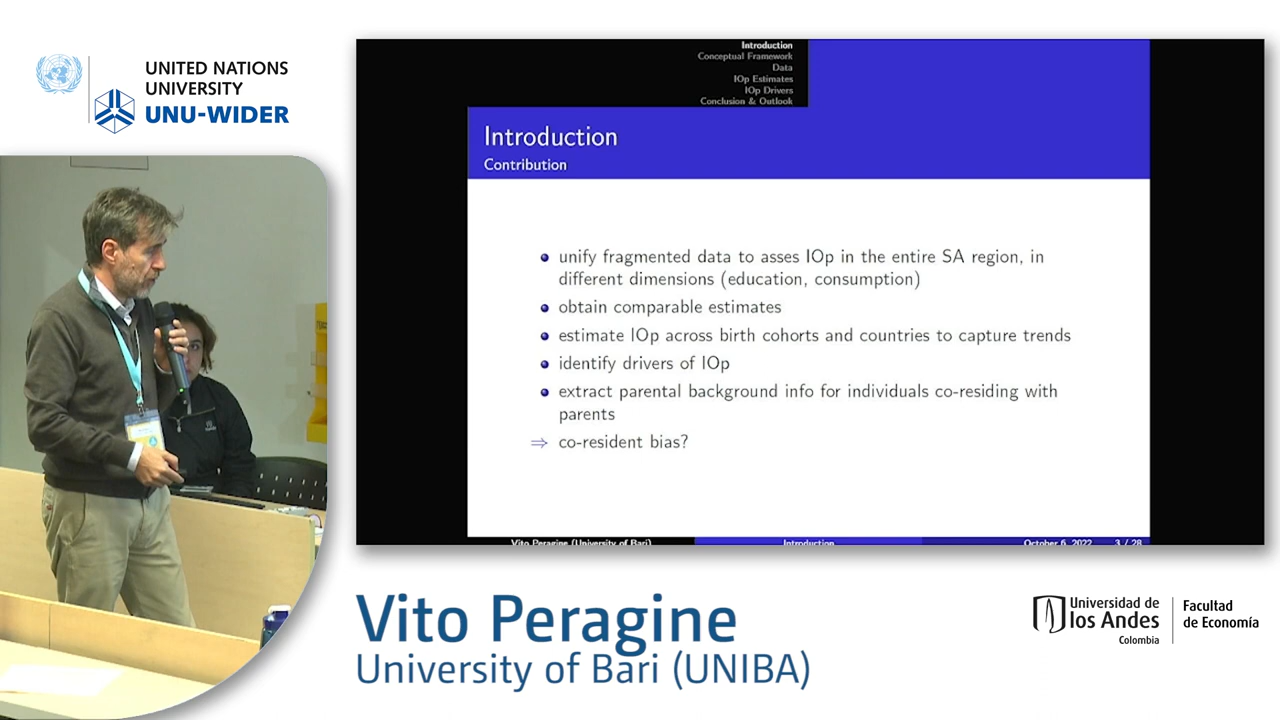 UNITED NATIONS
UNIVERSITY
UNU-WIDER
Introduction
Conceptual Framework
Data
IOp Estimates
IOp Drivers
Conclusion & Outlook
Introduction
Contribution
unify fragmented data to asses IOp in the entire SA region, in
different dimensions (education, consumption)
obtain comparable estimates
estimate IOp across birth cohorts and countries to capture trends
identify drivers of IOp
extract parental background info for individuals co-residing with
parents
⇒ co-resident bias?
Vito Peragine (University of Bari)
Introduction
October 6, 2022
3 / 28
Vito Peragine
University of Bari (UNIBA)
Universidad de
los Andes
Colombia
Facultad
de Economía